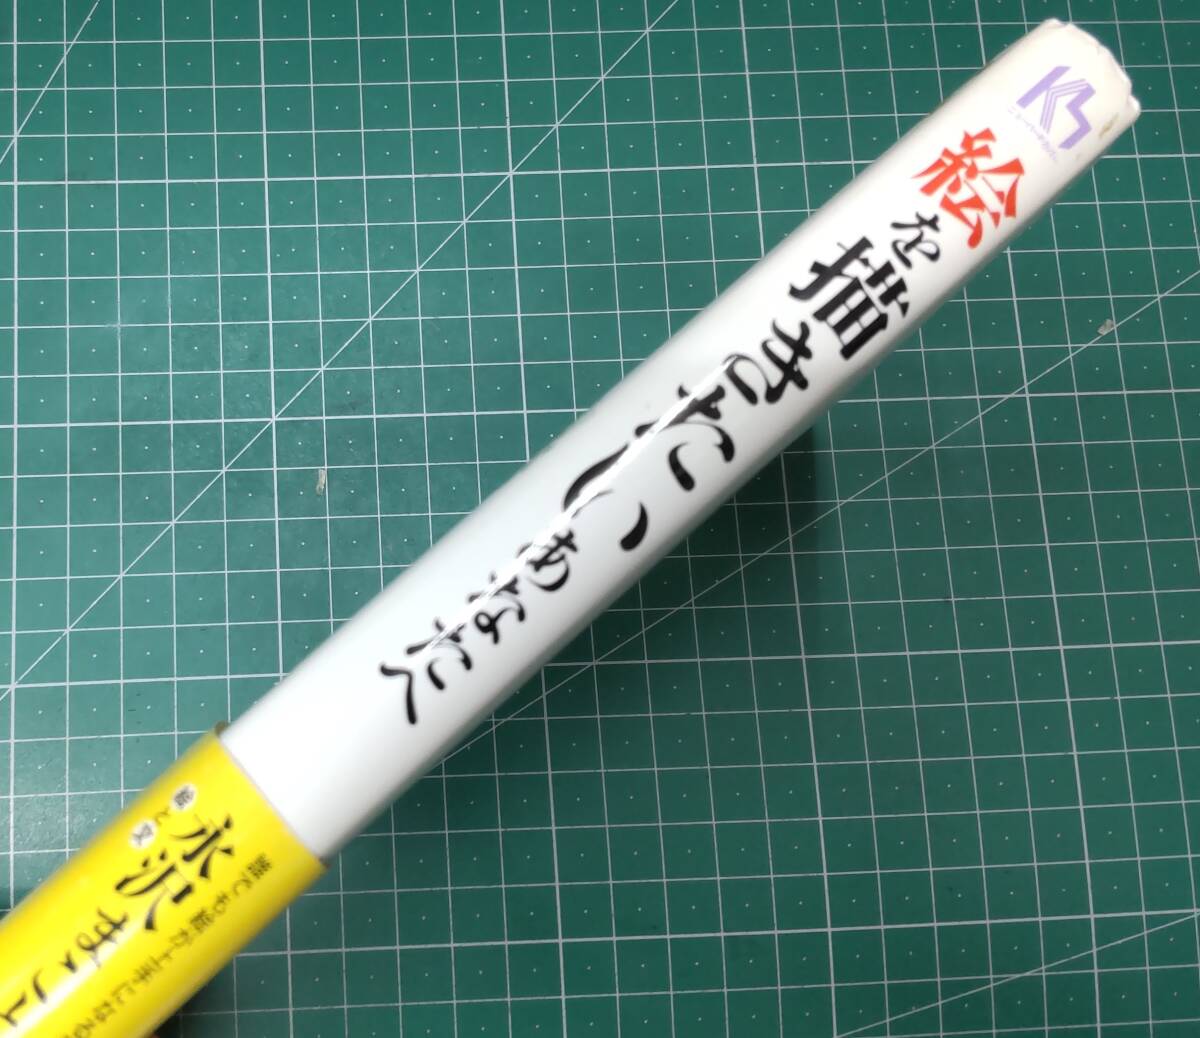 KS
絵を描きたいあなたへ
絵と文
永沢まこと
誰でも絵が上手になる